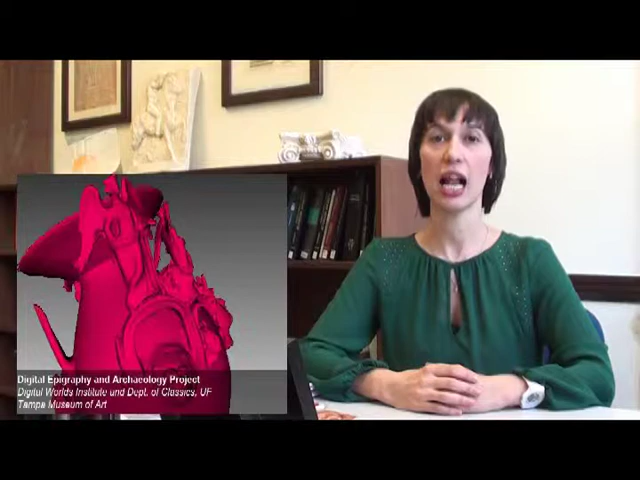 Digital Epigraphy and Archaeology Project
Digital Worlds Institute und Dept. of Classics, UF
Tampa Museum of Art